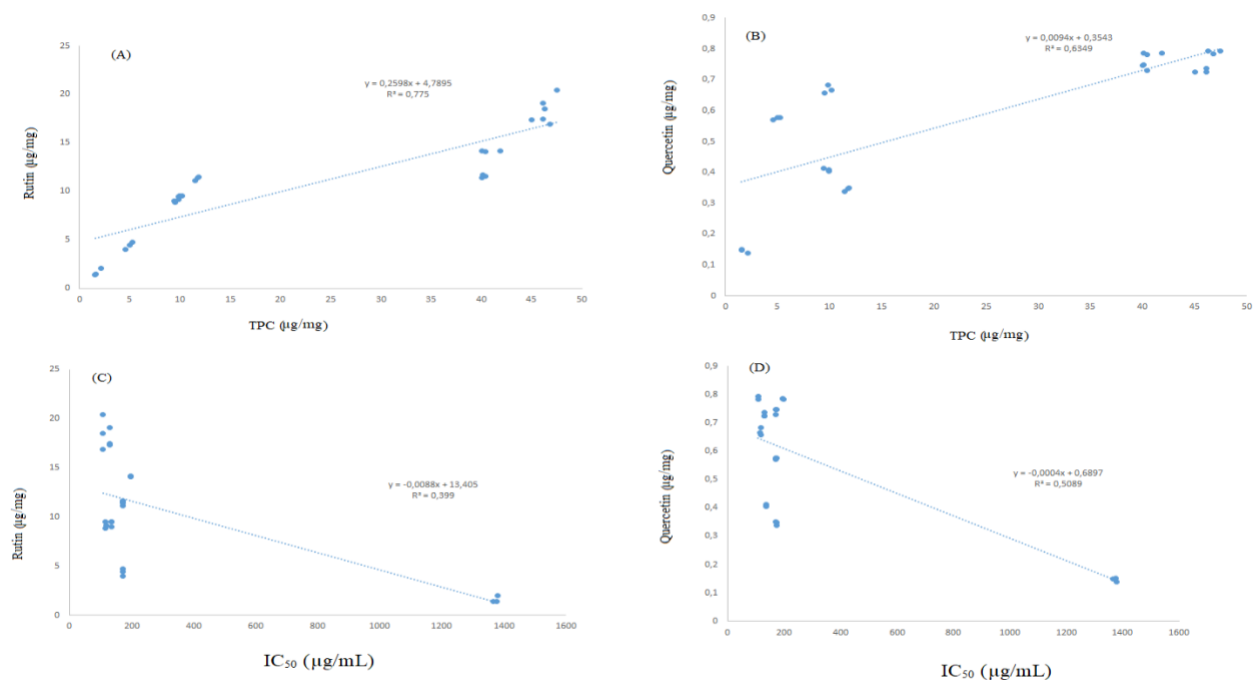 (A)
y = 0,2598x + 4,7895
R² = 0,775
Rutin (µg/mg)
25
20
15
10
5
0
0 5 10 15 20 25 30 35 40 45 50
TPC (µg/mg)
(B)
y = 0,0094x + 0,3543
R² = 0,6349
Quercetin (µg/mg)
0,9
0,8
0,7
0,6
0,5
0,4
0,3
0,2
0,1
0
0 5 10 15 20 25 30 35 40 45 50
TPC (µg/mg)
(C)
y = -0,0088x + 13,405
R² = 0,399
Rutin (µg/mg)
25
20
15
10
5
0
0 200 400 600 800 1000 1200 1400 1600
IC₅₀ (µg/mL)
(D)
y = -0,0004x + 0,6897
R² = 0,5089
Quercetin (µg/mg)
0,9
0,8
0,7
0,6
0,5
0,4
0,3
0,2
0,1
0
0 200 400 600 800 1000 1200 1400 1600
IC₅₀ (µg/mL)